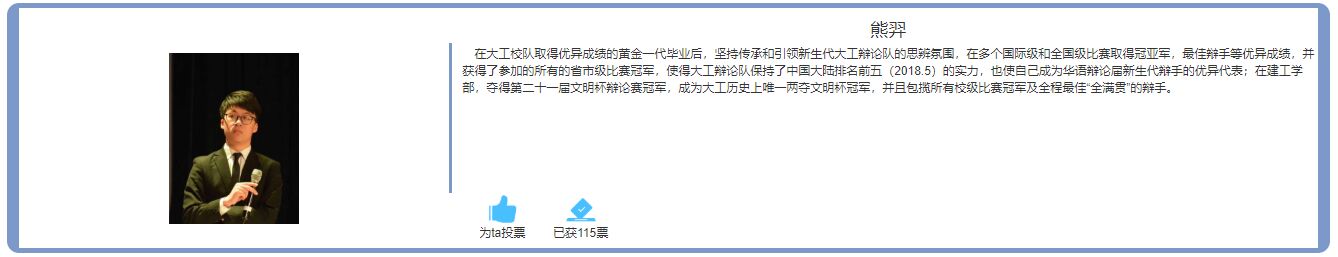 熊羿
在大工校队取得优异成绩的黄金一代毕业后，坚持传承和引领新生代大工辩论队的思辨氛围，在多个国际级和全国级比赛取得冠亚军，最佳辩手等优异成绩，并
获得了参加的所有的省市级比赛冠军，使得大工辩论队保持了中国大陆排名前五（2018.5）的实力，也使自己成为华语辩论届新生代辩手的优异代表；在建工学
部，夺得第二十一届文明杯辩论赛冠军，成为大工历史上唯一两夺文明杯冠军，并且包揽所有校级比赛冠军及全程最佳“全满贯”的辩手。
为ta投票 已获115票